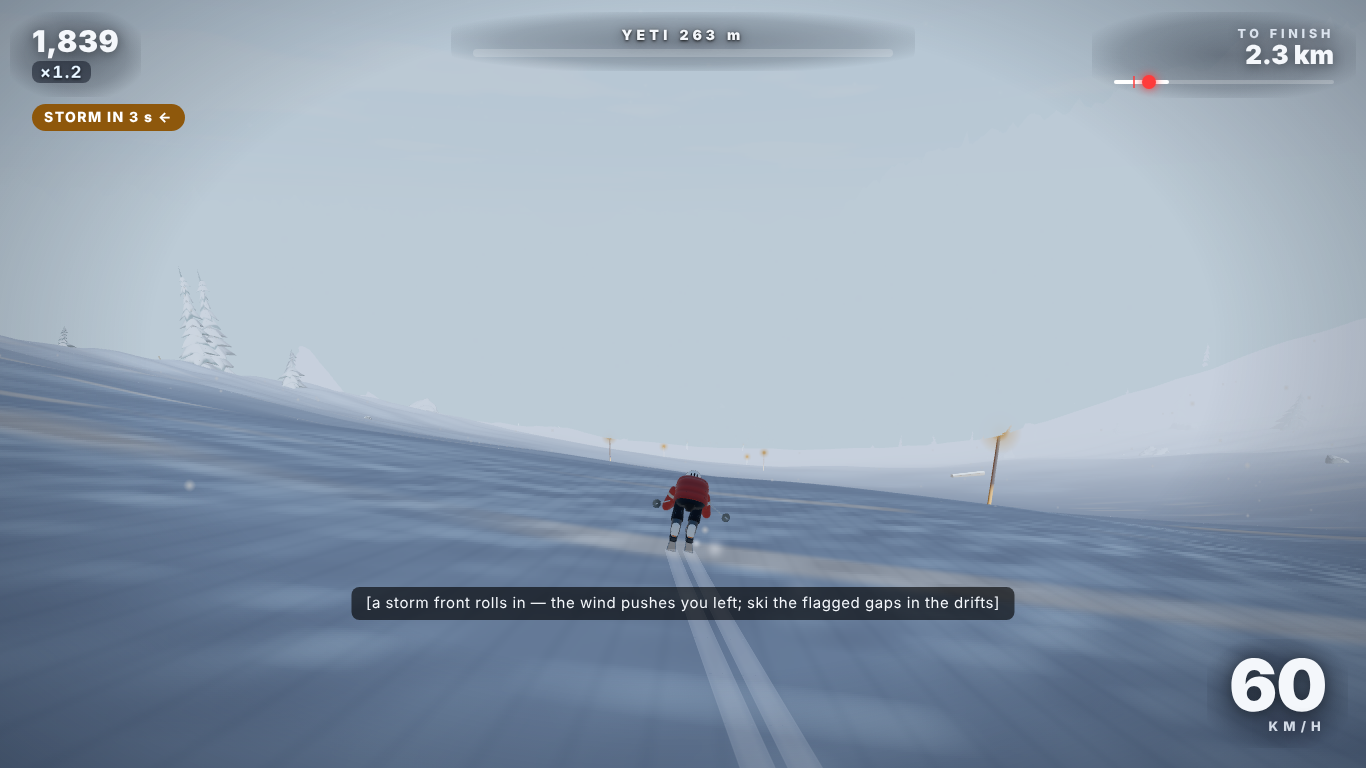 1,839
×1.2
STORM IN 3 s ←
YETI 263 m
TO FINISH
2.3 km
[a storm front rolls in — the wind pushes you left; ski the flagged gaps in the drifts]
60
KM/H